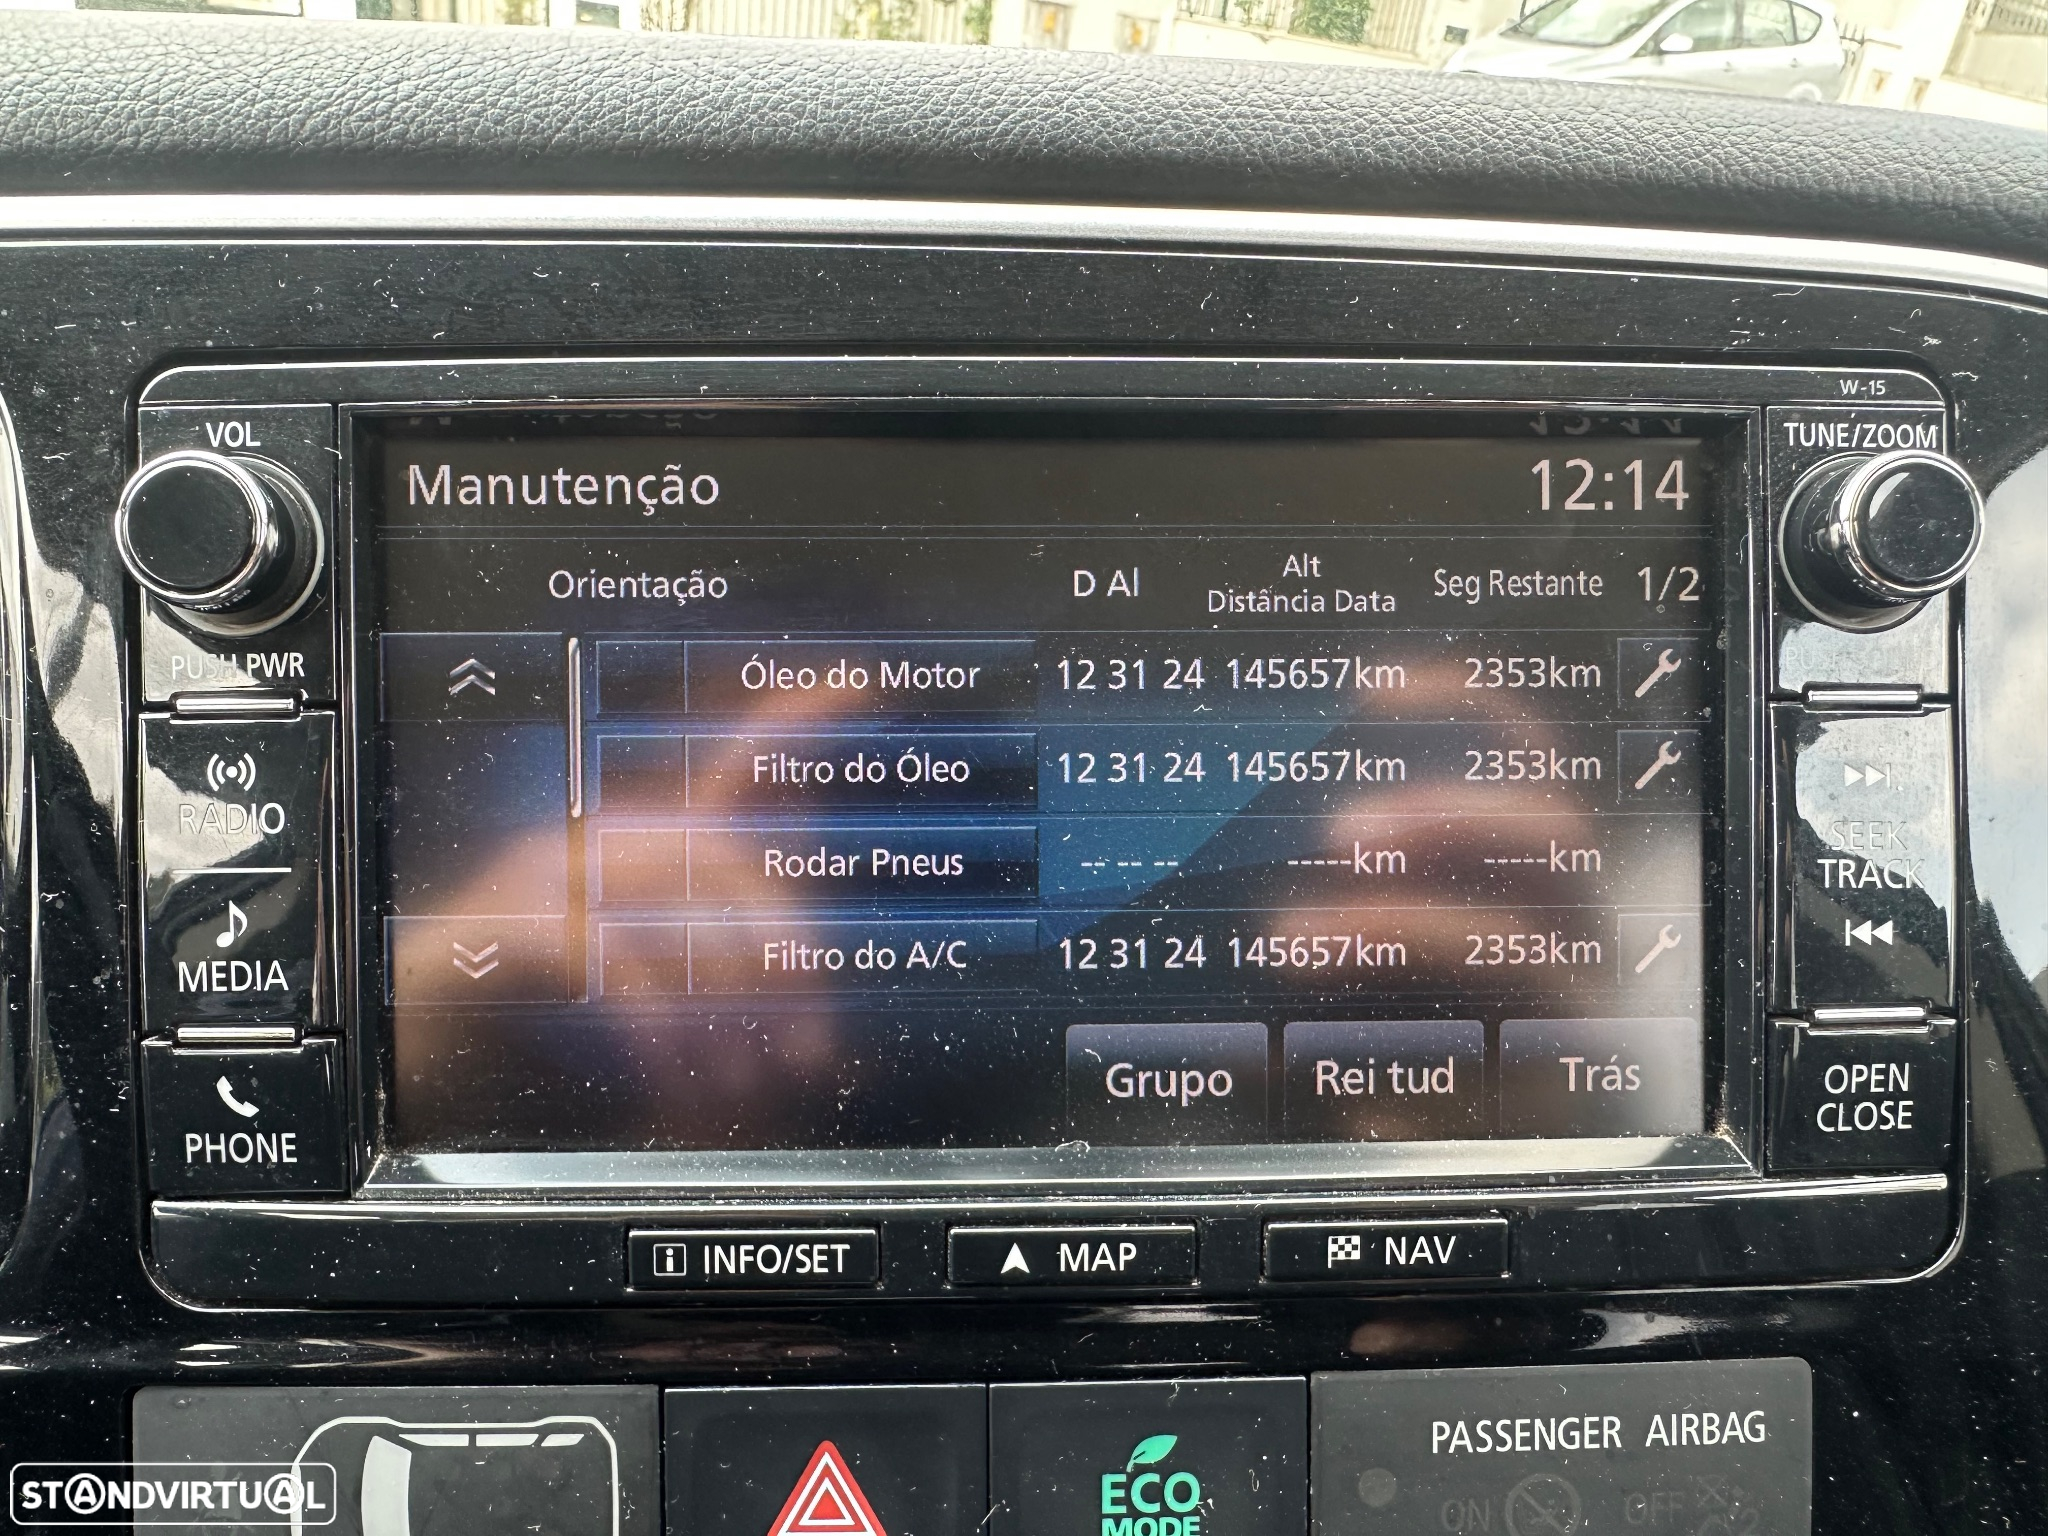 W-15
VOL
TUNE/ZOOM
Manutenção
12:14
Orientação
D Al
Alt
Distância Data
Seg Restante
1/2
PUSH PWR
Óleo do Motor
12 31 24
145657km
2353km
Filtro do Óleo
12 31 24
145657km
2353km
Rodar Pneus
-- -- --
-----km
-----km
Filtro do A/C
12 31 24
145657km
2353km
Grupo
Rei tud
Trás
RADIO
MEDIA
PHONE
SEEK
TRACK
OPEN
CLOSE
INFO/SET
MAP
NAV
ECO
MODE
PASSENGER AIRBAG
ON
OFF
STANDVIRTUAL